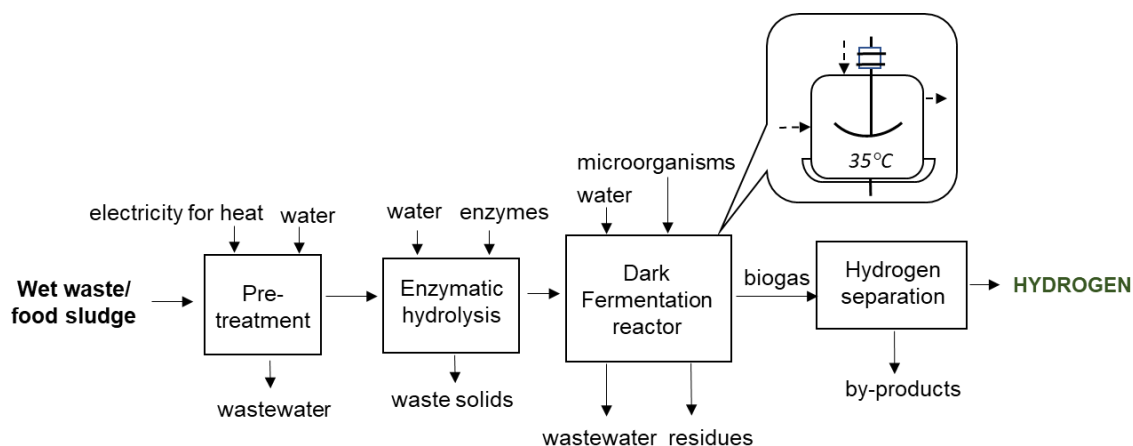 35°C
microorganisms
water
electricity for heat
water
water
enzymes
Wet waste/
food sludge
Pre-
treatment
Enzymatic
hydrolysis
Dark
Fermentation
reactor
biogas
Hydrogen
separation
HYDROGEN
wastewater
waste solids
wastewater
residues
by-products